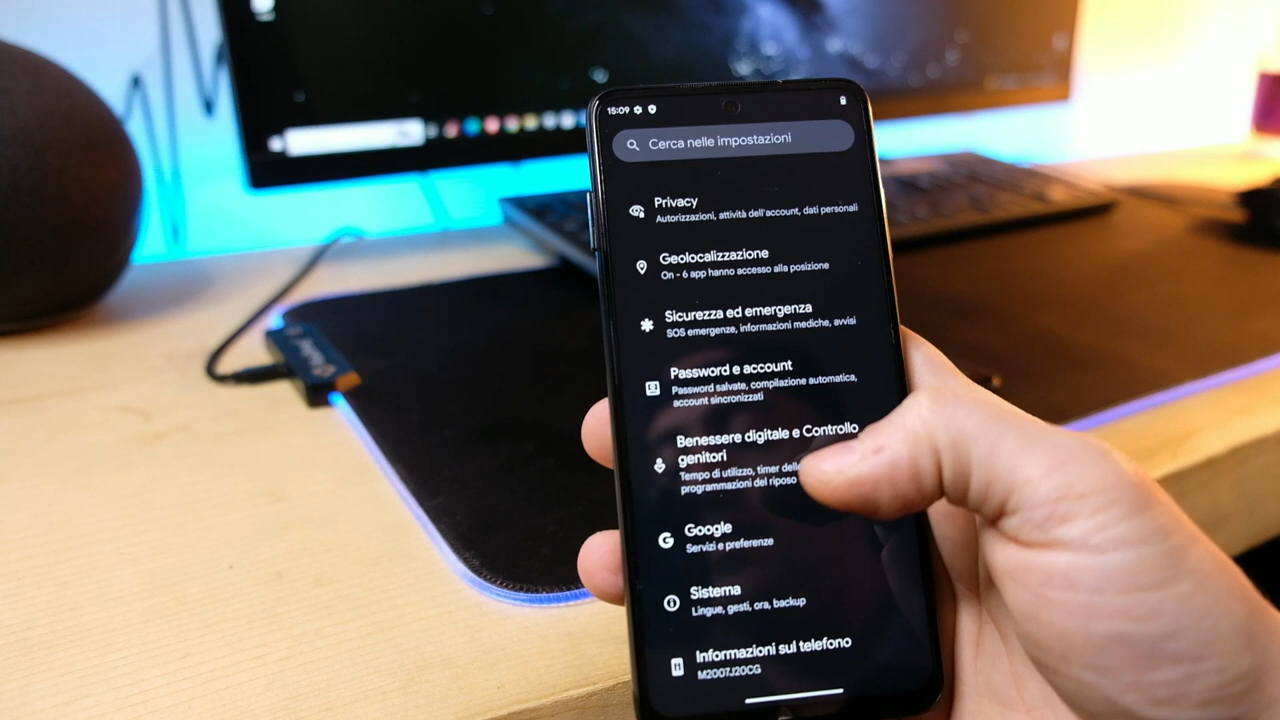 15:09
Cerca nelle impostazioni
Privacy
Autorizzazioni, attività dell'account, dati personali
Geolocalizzazione
On - 6 app hanno accesso alla posizione
Sicurezza ed emergenza
SOS emergenze, informazioni mediche, avvisi
Password e account
Password salvate, compilazione automatica,
account sincronizzati
Benessere digitale e Controllo
genitori
Tempo di utilizzo, timer delle
programmazioni del riposo
Google
Servizi e preferenze
Sistema
Lingue, gesti, ora, backup
Informazioni sul telefono
M2007J20CG